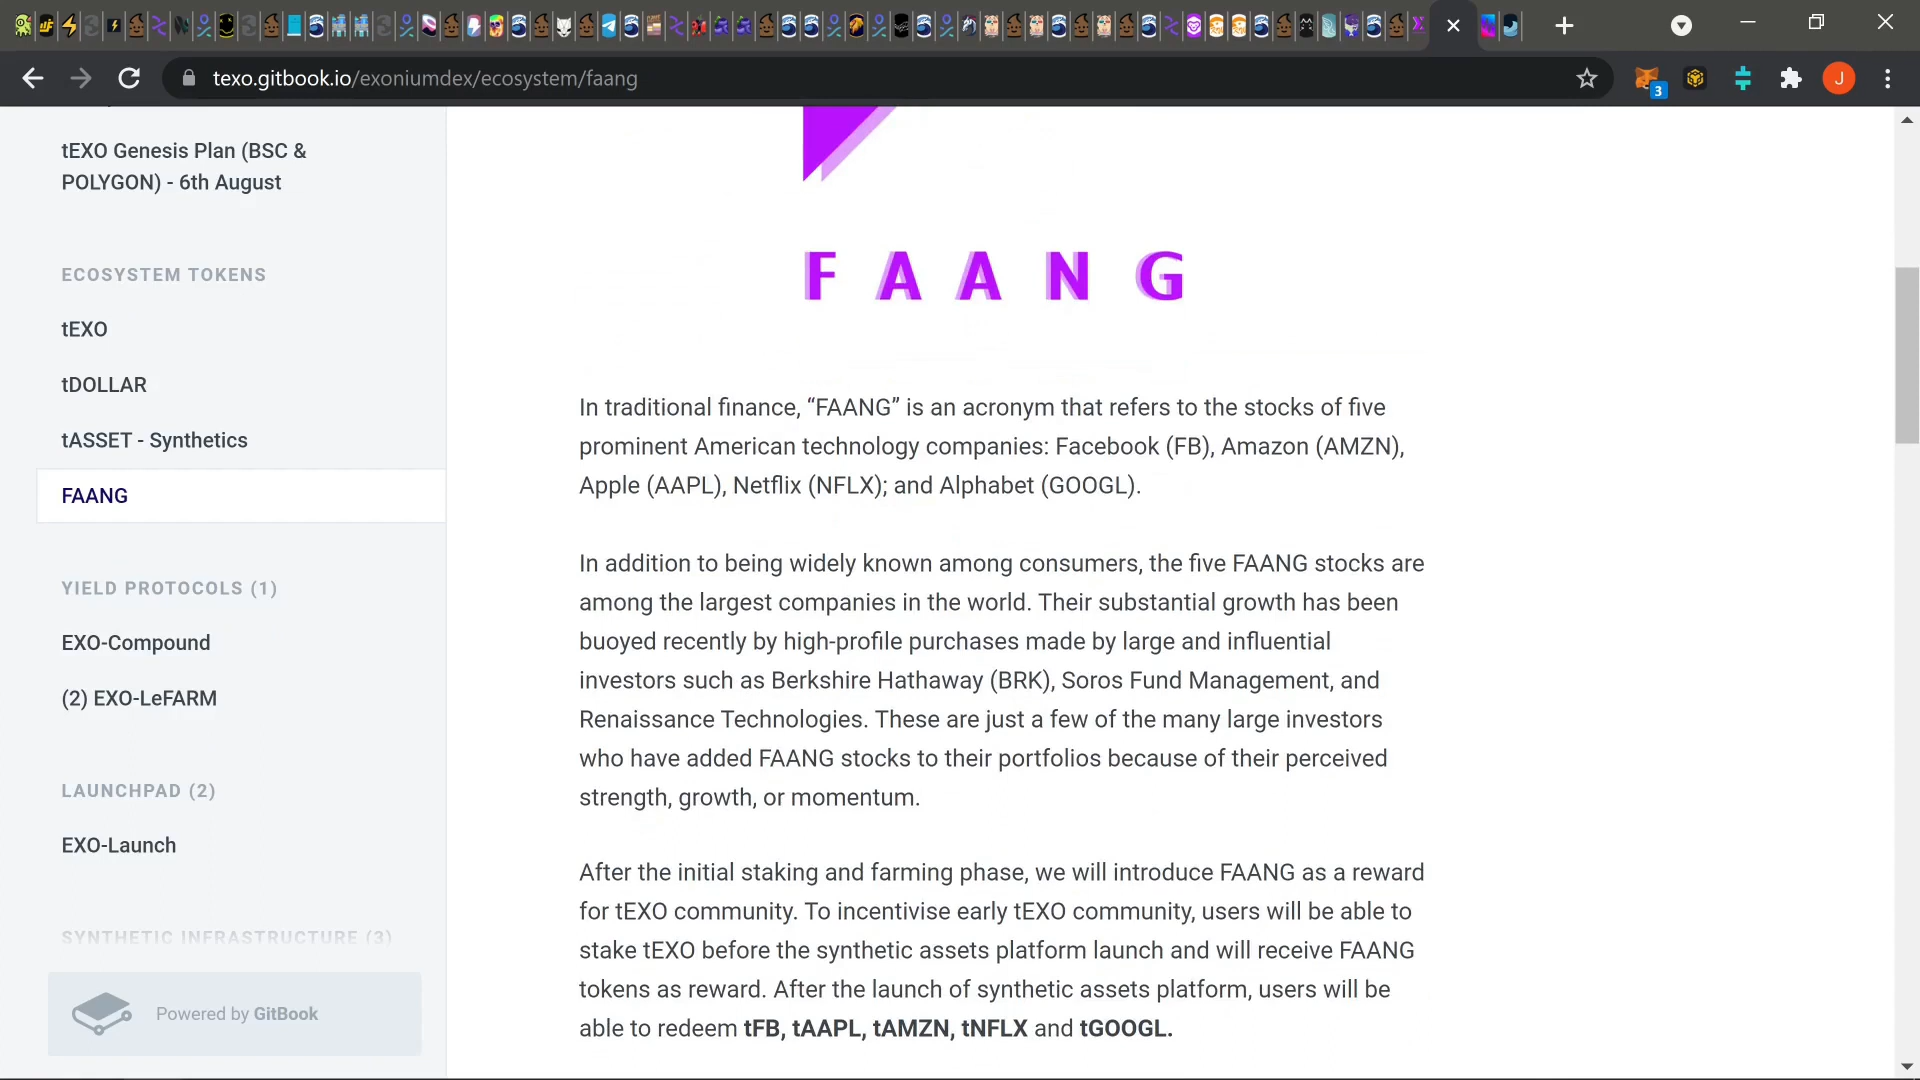 texo.gitbook.io/exoniumdex/ecosystem/faang
3
J
tEXO Genesis Plan (BSC &
POLYGON) - 6th August
ECOSYSTEM TOKENS
tEXO
tDOLLAR
tASSET - Synthetics
FAANG
YIELD PROTOCOLS (1)
EXO-Compound
(2) EXO-LeFARM
LAUNCHPAD (2)
EXO-Launch
SYNTHETIC INFRASTRUCTURE (3)
Powered by GitBook
F A A N G
In traditional finance, “FAANG” is an acronym that refers to the stocks of five
prominent American technology companies: Facebook (FB), Amazon (AMZN),
Apple (AAPL), Netflix (NFLX); and Alphabet (GOOGL).
In addition to being widely known among consumers, the five FAANG stocks are
among the largest companies in the world. Their substantial growth has been
buoyed recently by high-profile purchases made by large and influential
investors such as Berkshire Hathaway (BRK), Soros Fund Management, and
Renaissance Technologies. These are just a few of the many large investors
who have added FAANG stocks to their portfolios because of their perceived
strength, growth, or momentum.
After the initial staking and farming phase, we will introduce FAANG as a reward
for tEXO community. To incentivise early tEXO community, users will be able to
stake tEXO before the synthetic assets platform launch and will receive FAANG
tokens as reward. After the launch of synthetic assets platform, users will be
able to redeem tFB, tAAPL, tAMZN, tNFLX and tGOOGL.